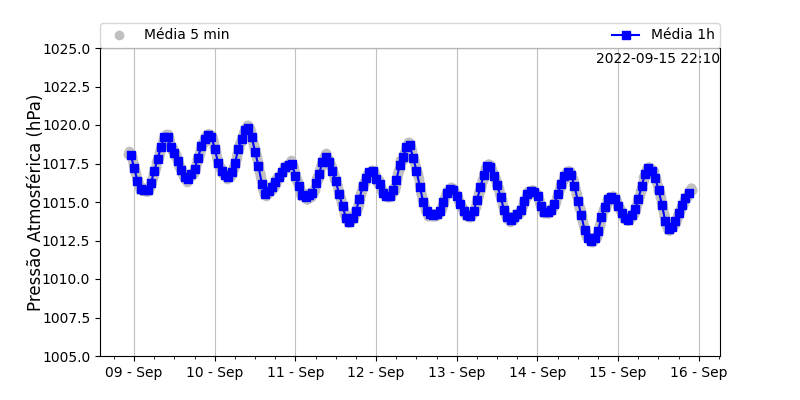 Média 5 min
Média 1h
2022-09-15 22:10
Pressão Atmosférica (hPa)
1025.0
1022.5
1020.0
1017.5
1015.0
1012.5
1010.0
1007.5
1005.0
09 - Sep
10 - Sep
11 - Sep
12 - Sep
13 - Sep
14 - Sep
15 - Sep
16 - Sep